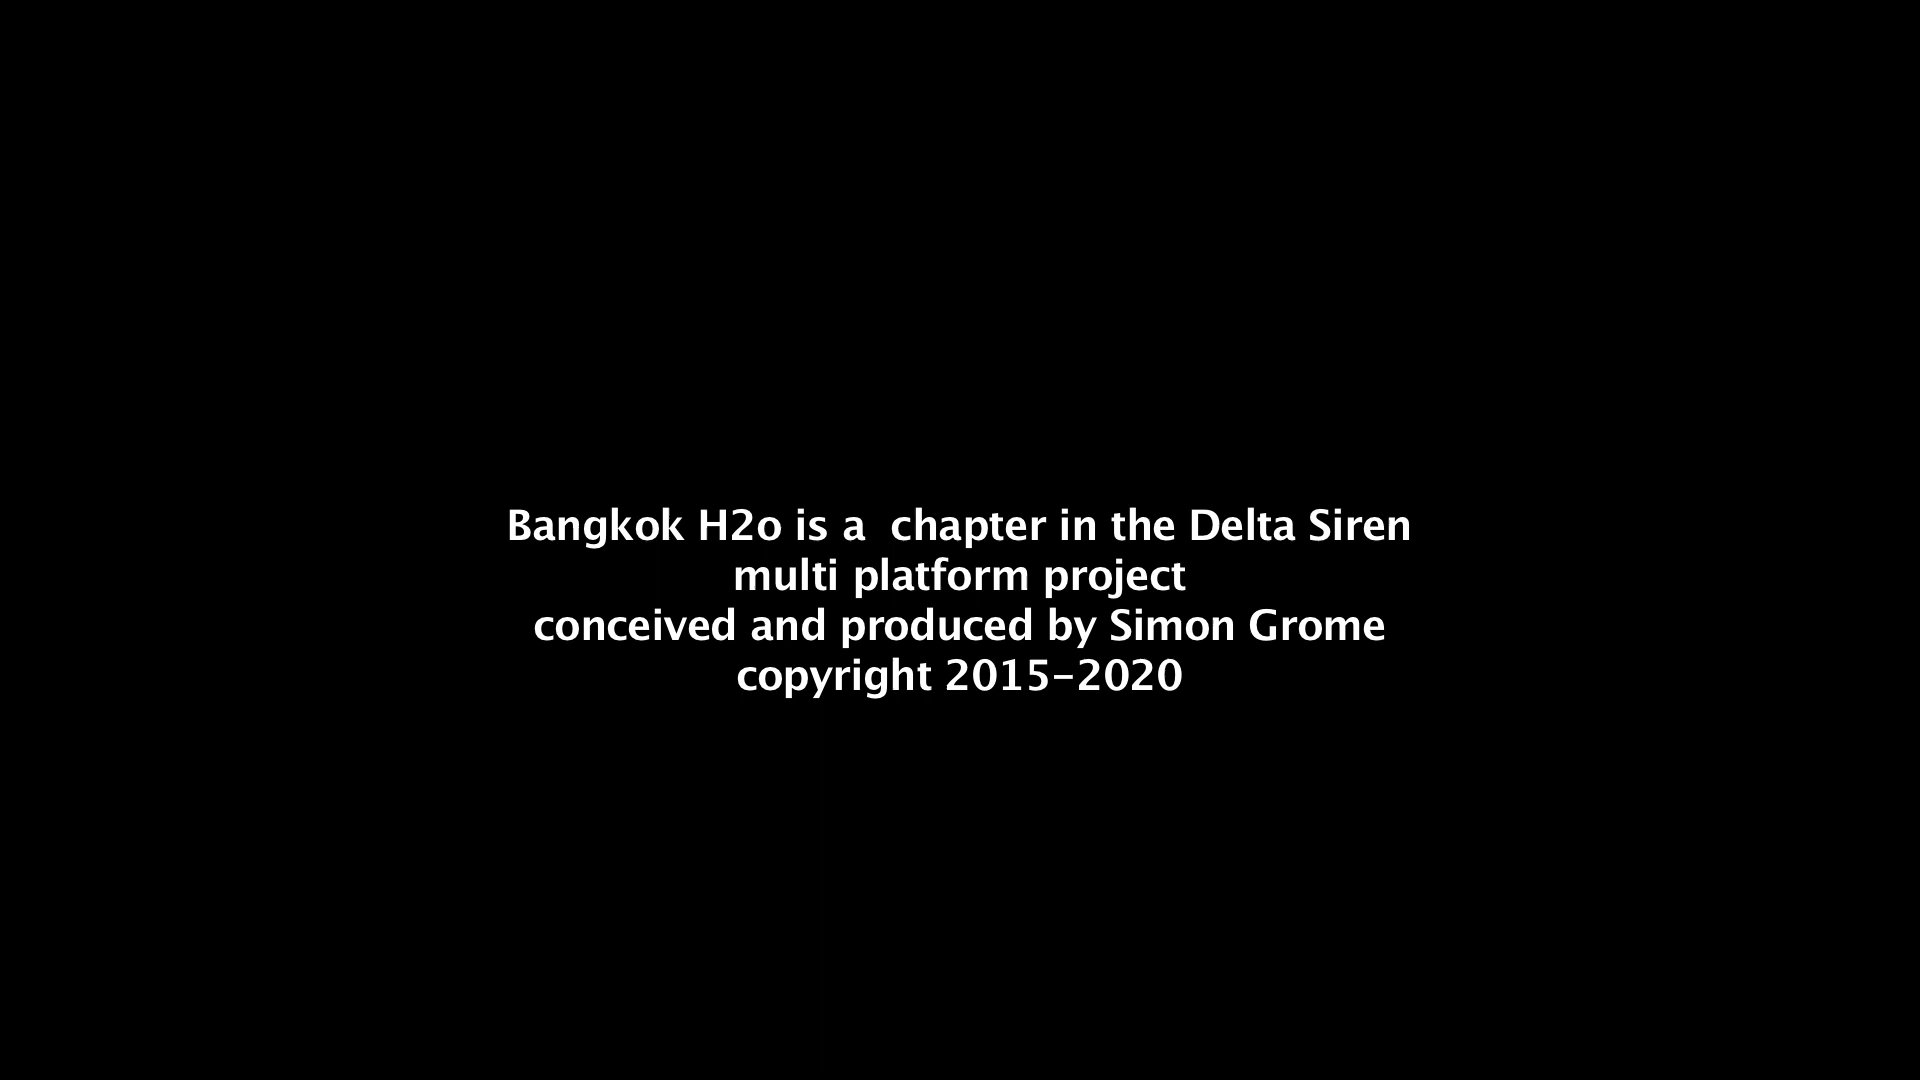 Bangkok H2o is a  chapter in the Delta Siren
multi platform project
conceived and produced by Simon Grome
copyright 2015-2020